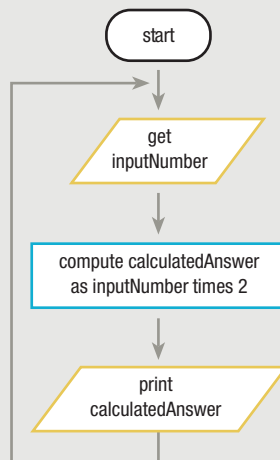 start
get
inputNumber
compute calculatedAnswer
as inputNumber times 2
print
calculatedAnswer